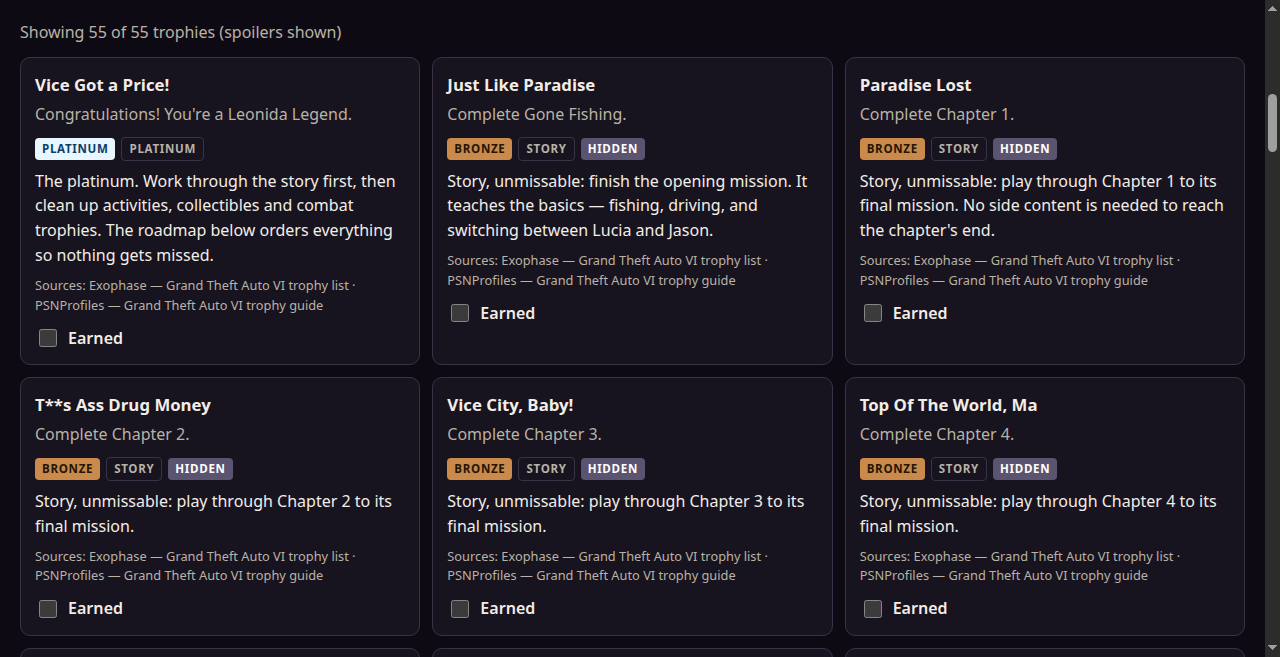 Showing 55 of 55 trophies (spoilers shown)
Vice Got a Price!
Congratulations! You're a Leonida Legend.
PLATINUM PLATINUM
The platinum. Work through the story first, then
clean up activities, collectibles and combat
trophies. The roadmap below orders everything
so nothing gets missed.
Sources: Exophase — Grand Theft Auto VI trophy list ·
PSNProfiles — Grand Theft Auto VI trophy guide
Earned
Just Like Paradise
Complete Gone Fishing.
BRONZE STORY HIDDEN
Story, unmissable: finish the opening mission. It
teaches the basics — fishing, driving, and
switching between Lucia and Jason.
Sources: Exophase — Grand Theft Auto VI trophy list ·
PSNProfiles — Grand Theft Auto VI trophy guide
Earned
Paradise Lost
Complete Chapter 1.
BRONZE STORY HIDDEN
Story, unmissable: play through Chapter 1 to its
final mission. No side content is needed to reach
the chapter's end.
Sources: Exophase — Grand Theft Auto VI trophy list ·
PSNProfiles — Grand Theft Auto VI trophy guide
Earned
T**s Ass Drug Money
Complete Chapter 2.
BRONZE STORY HIDDEN
Story, unmissable: play through Chapter 2 to its
final mission.
Sources: Exophase — Grand Theft Auto VI trophy list ·
PSNProfiles — Grand Theft Auto VI trophy guide
Earned
Vice City, Baby!
Complete Chapter 3.
BRONZE STORY HIDDEN
Story, unmissable: play through Chapter 3 to its
final mission.
Sources: Exophase — Grand Theft Auto VI trophy list ·
PSNProfiles — Grand Theft Auto VI trophy guide
Earned
Top Of The World, Ma
Complete Chapter 4.
BRONZE STORY HIDDEN
Story, unmissable: play through Chapter 4 to its
final mission.
Sources: Exophase — Grand Theft Auto VI trophy list ·
PSNProfiles — Grand Theft Auto VI trophy guide
Earned